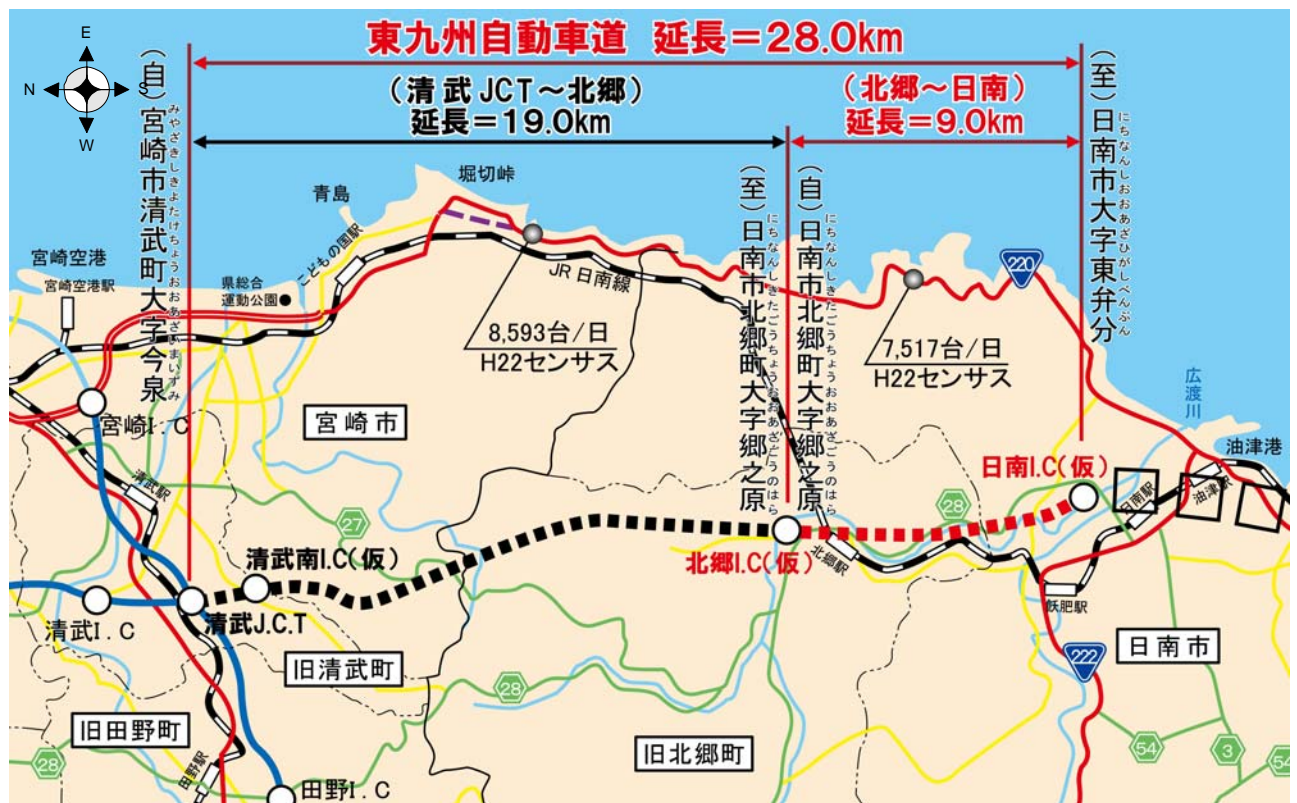 東九州自動車道 延長=28.0km
(清武JCT~北郷)
延長=19.0km
(北郷~日南)
延長=9.0km
E
N
S
W
(自)宮崎市清武町大字今泉
みやざきしきよたけちょうおおあざいまいずみ
(至)日南市北郷町大字郷之原
にちなんしきたごうちょうおおあざごうのはら
(自)日南市北郷町大字郷之原
にちなんしきたごうちょうおおあざごうのはら
(至)日南市大字東弁分
にちなんしおおあざひがしべんぶん
堀切峠
青島
こどもの国駅
宮崎空港
宮崎空港駅
県総合
運動公園
JR日南線
220
8,593台/日
H22センサス
7,517台/日
H22センサス
広渡川
油津港
宮崎I.C
宮崎市
清武駅
27
日南I.C(仮)
28
日南駅
油津駅
清武南I.C(仮)
北郷I.C(仮)
北郷駅
飫肥駅
清武I.C
清武J.C.T
旧清武町
28
222
日南市
旧田野町
28
田野駅
田野I.C
旧北郷町
54
3
54